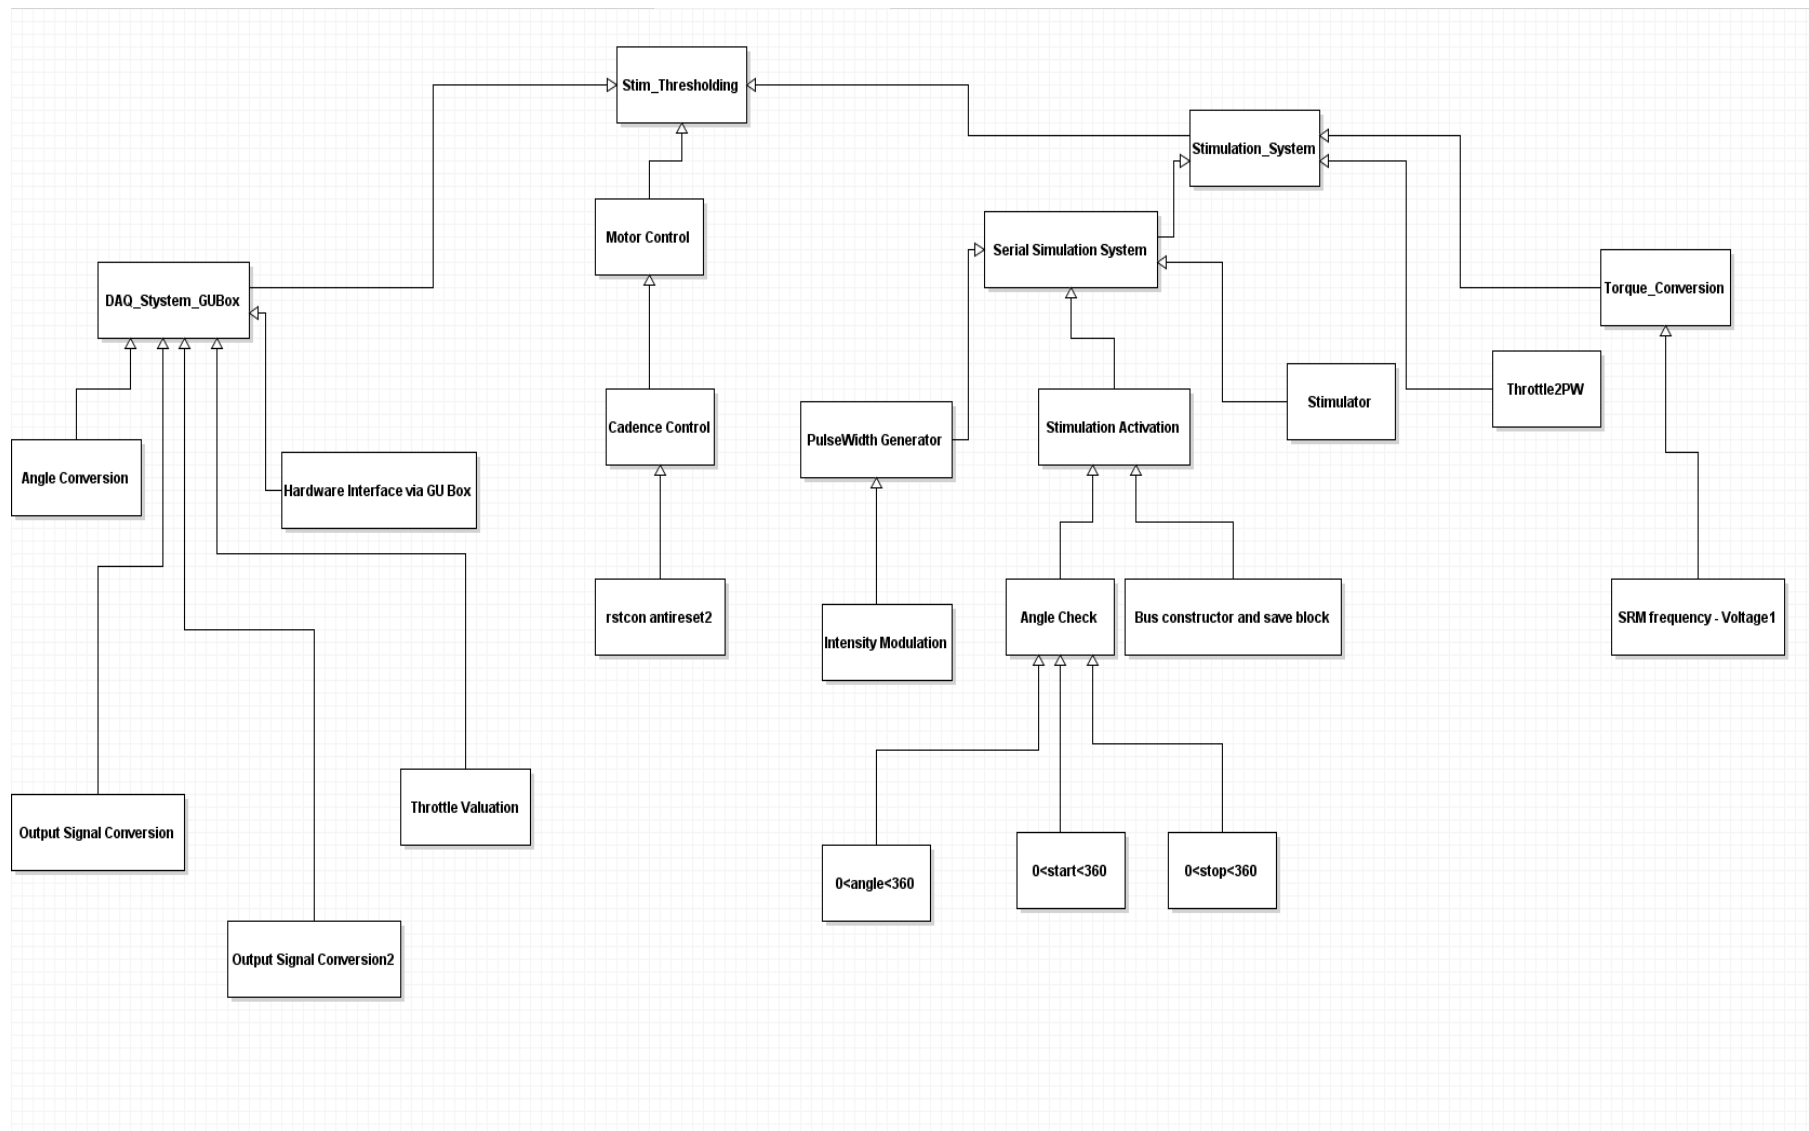 Stim_Thresholding
Stimulation_System
Motor Control
Serial Simulation System
DAQ_Stystem_GUBox
Torque_Conversion
Throttle2PW
Stimulator
Cadence Control
PulseWidth Generator
Stimulation Activation
Angle Conversion
Hardware Interface via GU Box
rstcon antireset2
Intensity Modulation
Angle Check
Bus constructor and save block
SRM frequency - Voltage1
Output Signal Conversion
Throttle Valuation
0<angle<360
0<start<360
0<stop<360
Output Signal Conversion2